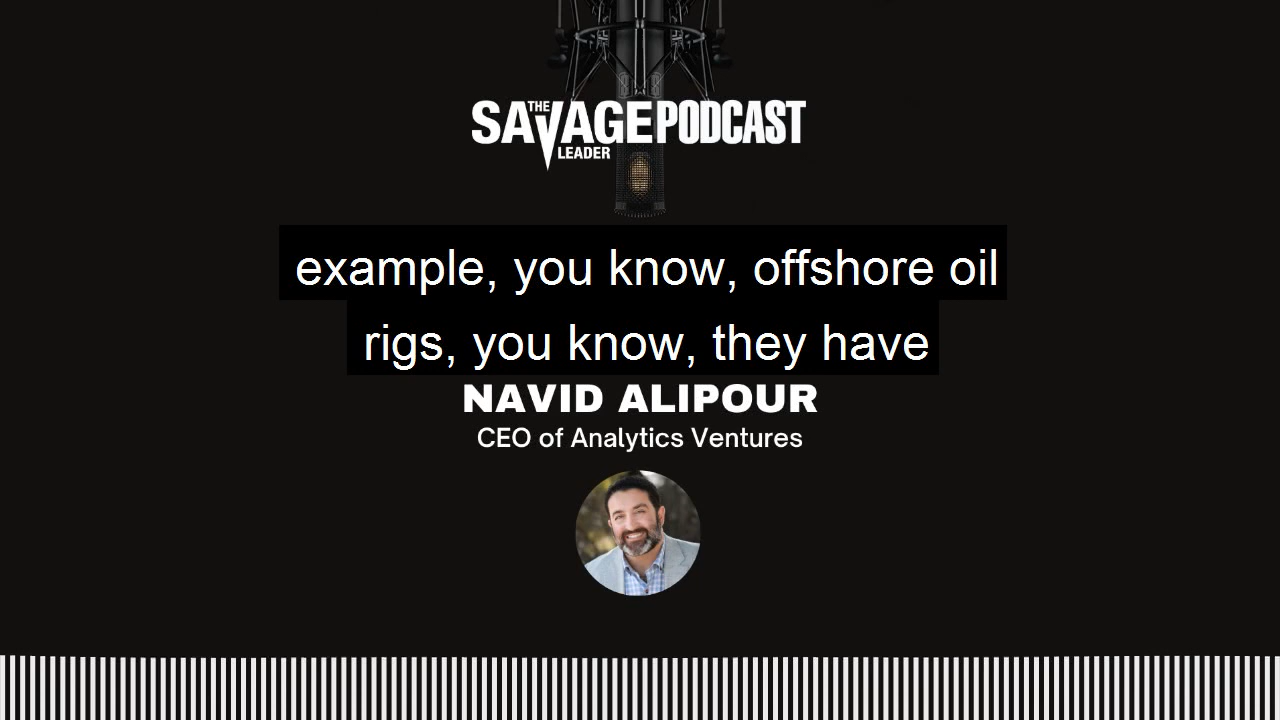 THE SAVAGE LEADER PODCAST
example, you know, offshore oil
rigs, you know, they have
NAVID ALIPOUR
CEO of Analytics Ventures